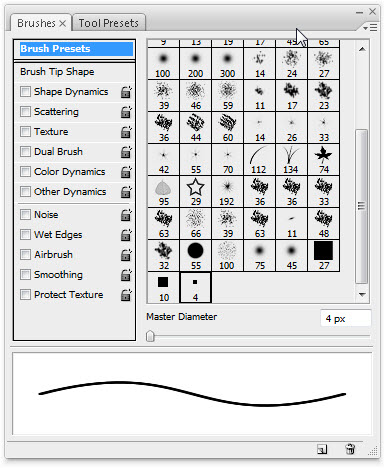 Brushes × Tool Presets
Brush Presets
Brush Tip Shape
Shape Dynamics
Scattering
Texture
Dual Brush
Color Dynamics
Other Dynamics
Noise
Wet Edges
Airbrush
Smoothing
Protect Texture
9 13 19 17 45 65
100 200 300 14 24 27
39 46 59 11 17 23
36 44 60 14 26 33
42 55 70 112 134 74
95 29 192 36 36 33
63 66 39 63 11 48
32 55 100 75 45 27
10 4
Master Diameter 4 px